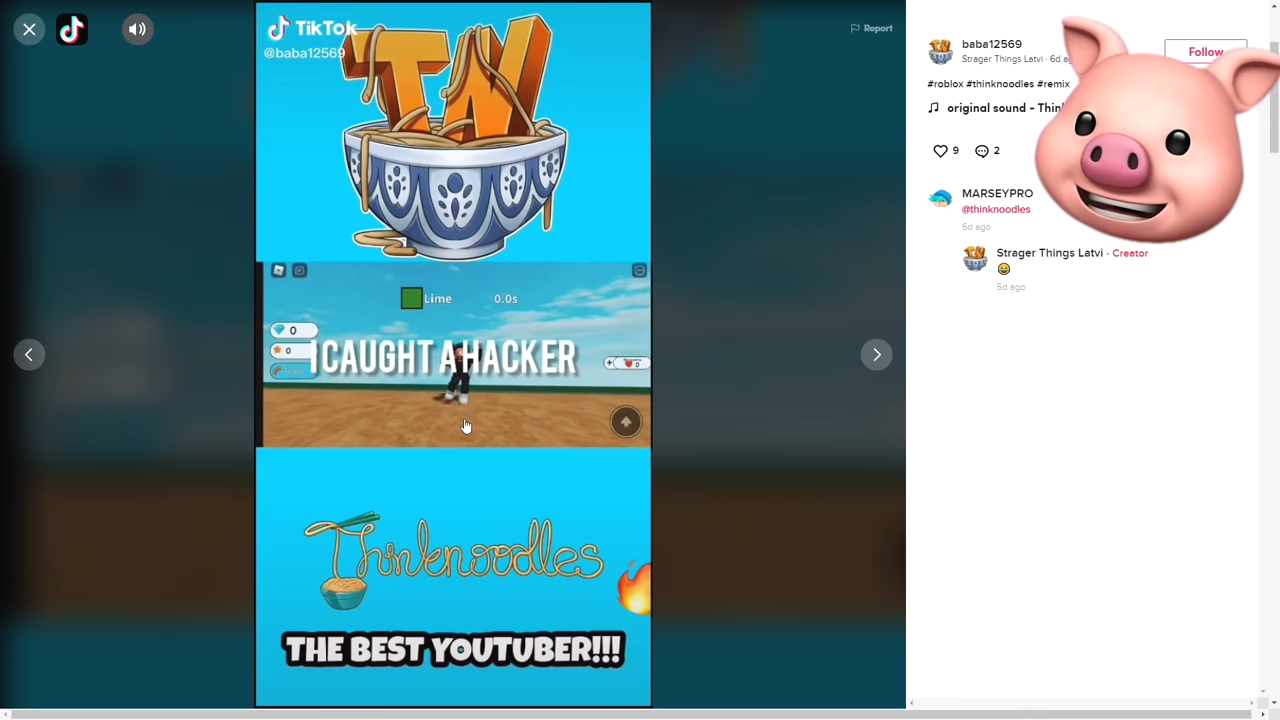 TikTok
@baba12569
Report
TN
Lime 0.0s
0
0
I CAUGHT A HACKER
0
Thinknoodles
THE BEST YOUTUBER!!!
baba12569
Follow
Strager Things Latvi · 6d
#roblox #thinknoodles #remix
original sound -
9
2
MARSEYPRO
@thinknoodles
6d ago
Strager Things Latvi · Creator
5d ago